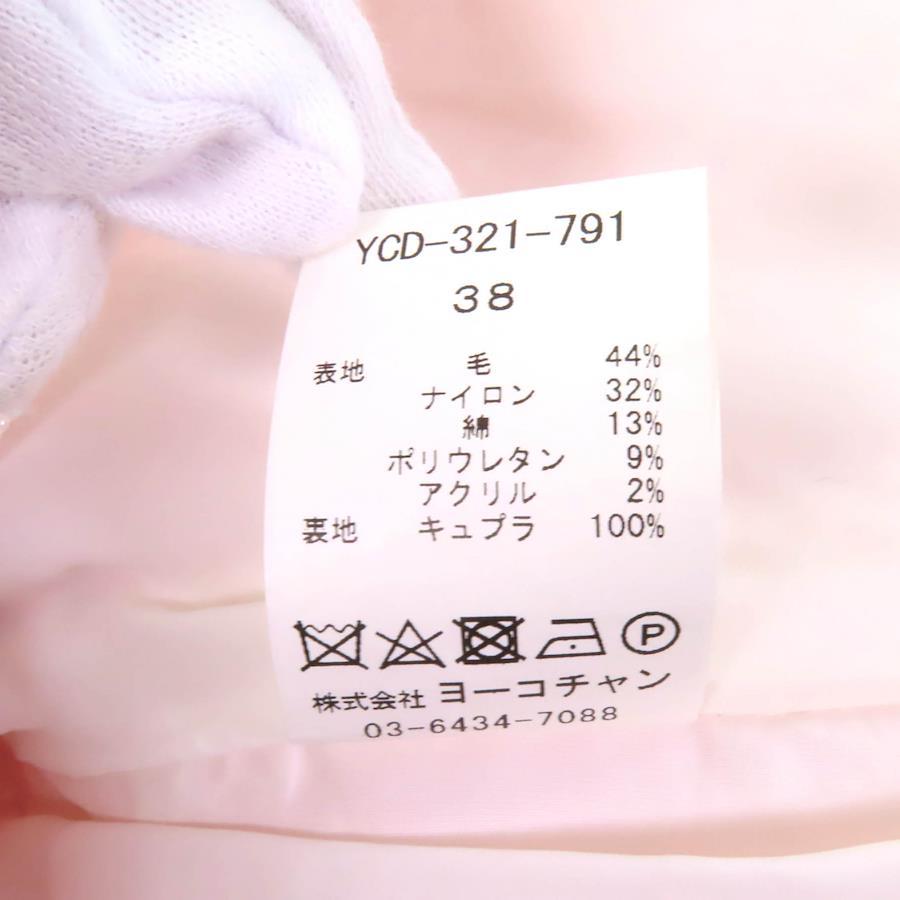 YCD-321-791
38
表地 毛 44%
ナイロン 32%
綿 13%
ポリウレタン 9%
アクリル 2%
裏地 キュプラ 100%
P
株式会社 ヨーコチャン
03-6434-7088